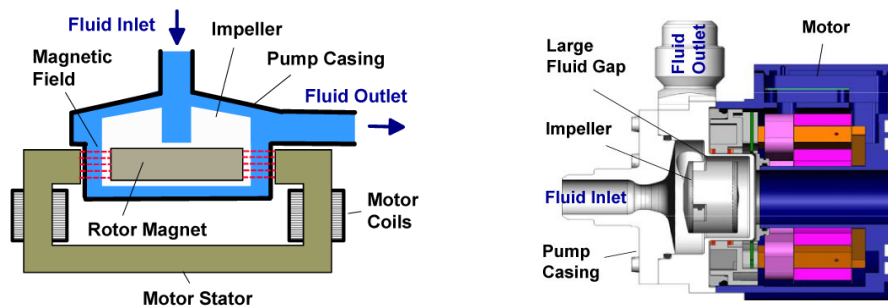 Fluid Inlet
Impeller
Magnetic
Field
Pump Casing
Fluid Outlet
Rotor Magnet
Motor
Coils
Motor Stator
Large
Fluid Gap
Fluid
Outlet
Motor
Impeller
Fluid Inlet
Pump
Casing